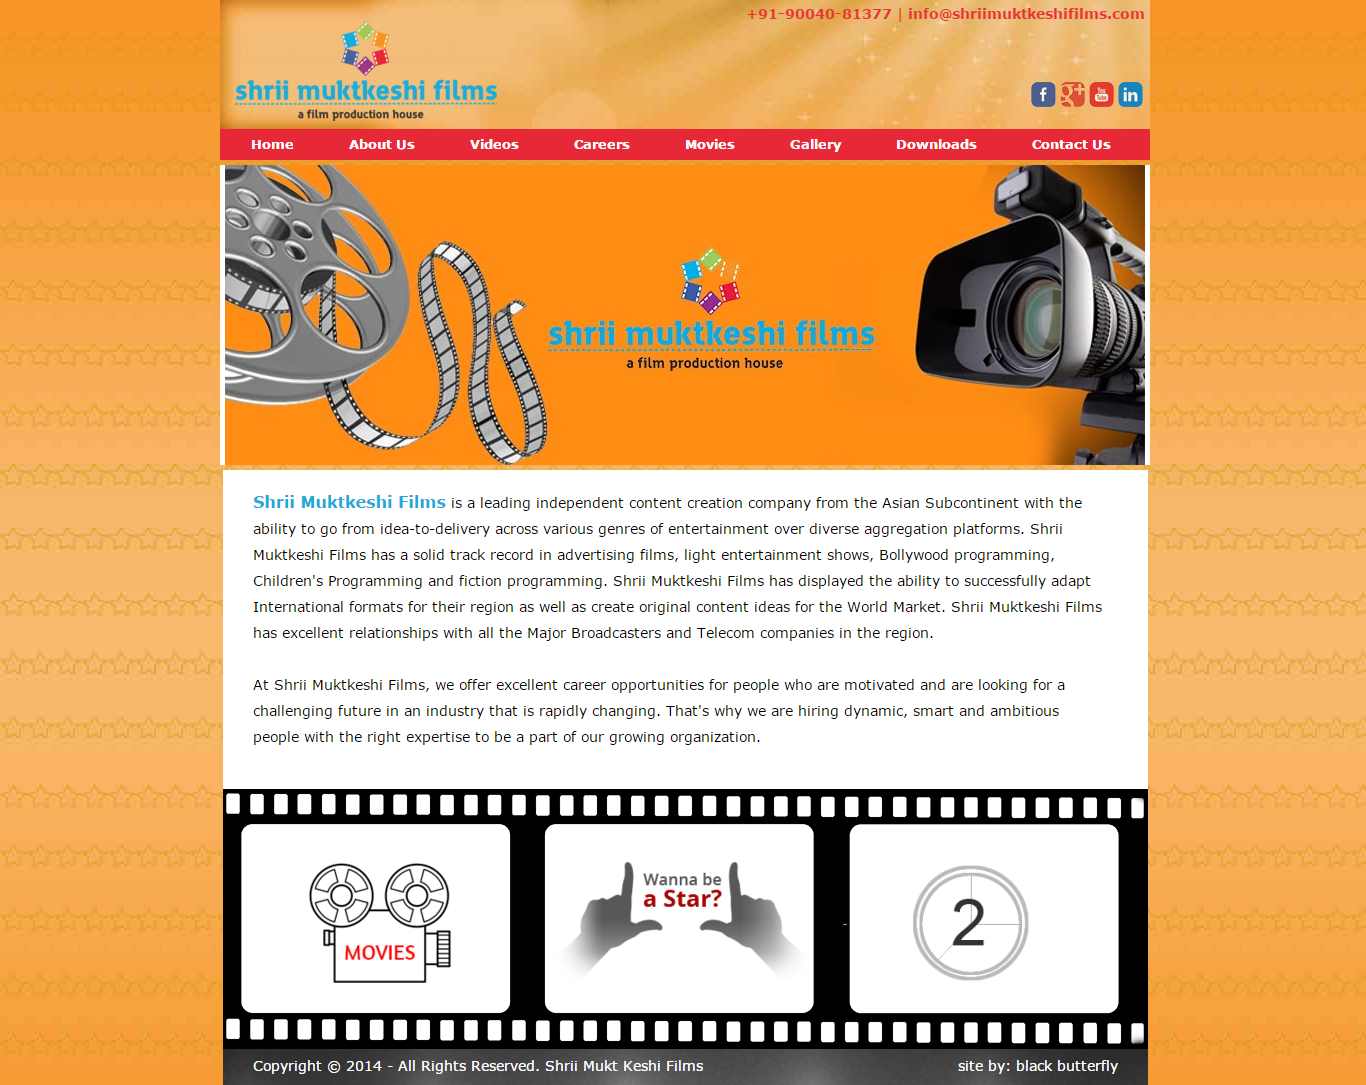 +91-90040-81377 | info@shriimuktkeshifilms.com
shrii muktkeshi films
a film production house
Home About Us Videos Careers Movies Gallery Downloads Contact Us
shrii muktkeshi films
a film production house
Shrii Muktkeshi Films is a leading independent content creation company from the Asian Subcontinent with the
ability to go from idea-to-delivery across various genres of entertainment over diverse aggregation platforms. Shrii
Muktkeshi Films has a solid track record in advertising films, light entertainment shows, Bollywood programming,
Children's Programming and fiction programming. Shrii Muktkeshi Films has displayed the ability to successfully adapt
International formats for their region as well as create original content ideas for the World Market. Shrii Muktkeshi Films
has excellent relationships with all the Major Broadcasters and Telecom companies in the region.
At Shrii Muktkeshi Films, we offer excellent career opportunities for people who are motivated and are looking for a
challenging future in an industry that is rapidly changing. That's why we are hiring dynamic, smart and ambitious
people with the right expertise to be a part of our growing organization.
MOVIES
Wanna be
a Star?
2
Copyright © 2014 - All Rights Reserved. Shrii Mukt Keshi Films
site by: black butterfly